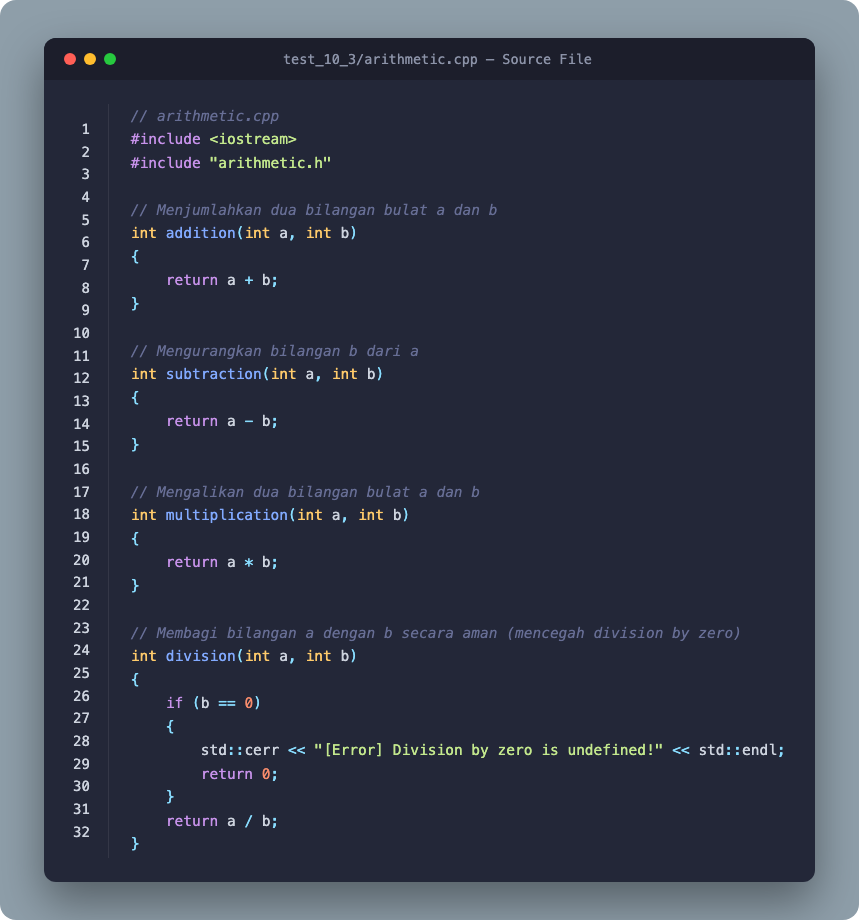 test_10_3/arithmetic.cpp — Source File
1 // arithmetic.cpp
2 #include <iostream>
3 #include "arithmetic.h"
4
5 // Menjumlahkan dua bilangan bulat a dan b
6 int addition(int a, int b)
7 {
8     return a + b;
9 }
10
11 // Mengurangkan bilangan b dari a
12 int subtraction(int a, int b)
13 {
14     return a - b;
15 }
16
17 // Mengalikan dua bilangan bulat a dan b
18 int multiplication(int a, int b)
19 {
20     return a * b;
21 }
22
23 // Membagi bilangan a dengan b secara aman (mencegah division by zero)
24 int division(int a, int b)
25 {
26     if (b == 0)
27     {
28         std::cerr << "[Error] Division by zero is undefined!" << std::endl;
29         return 0;
30     }
31     return a / b;
32 }